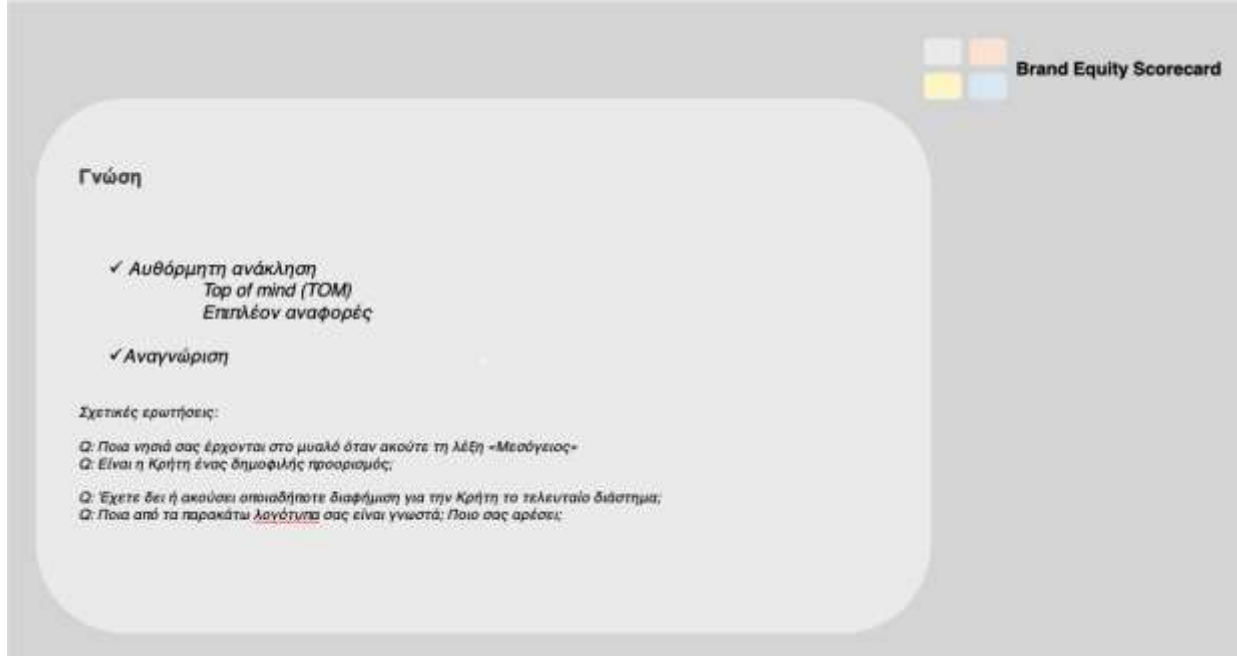 Brand Equity Scorecard
Γνώση
✓ Αυθόρμητη ανάκληση
Top of mind (TOM)
Επιπλέον αναφορές
✓Αναγνώριση
Σχετικές ερωτήσεις:
Q: Ποια νησιά σας έρχονται στο μυαλό όταν ακούτε τη λέξη «Μεσόγειος»
Q: Είναι η Κρήτη ένας δημοφιλής προορισμός;
Q: Έχετε δει ή ακούσει οποιαδήποτε διαφήμιση για την Κρήτη το τελευταίο διάστημα;
Q: Ποια από τα παρακάτω λογότυπα σας είναι γνωστά; Ποιο σας αρέσει;